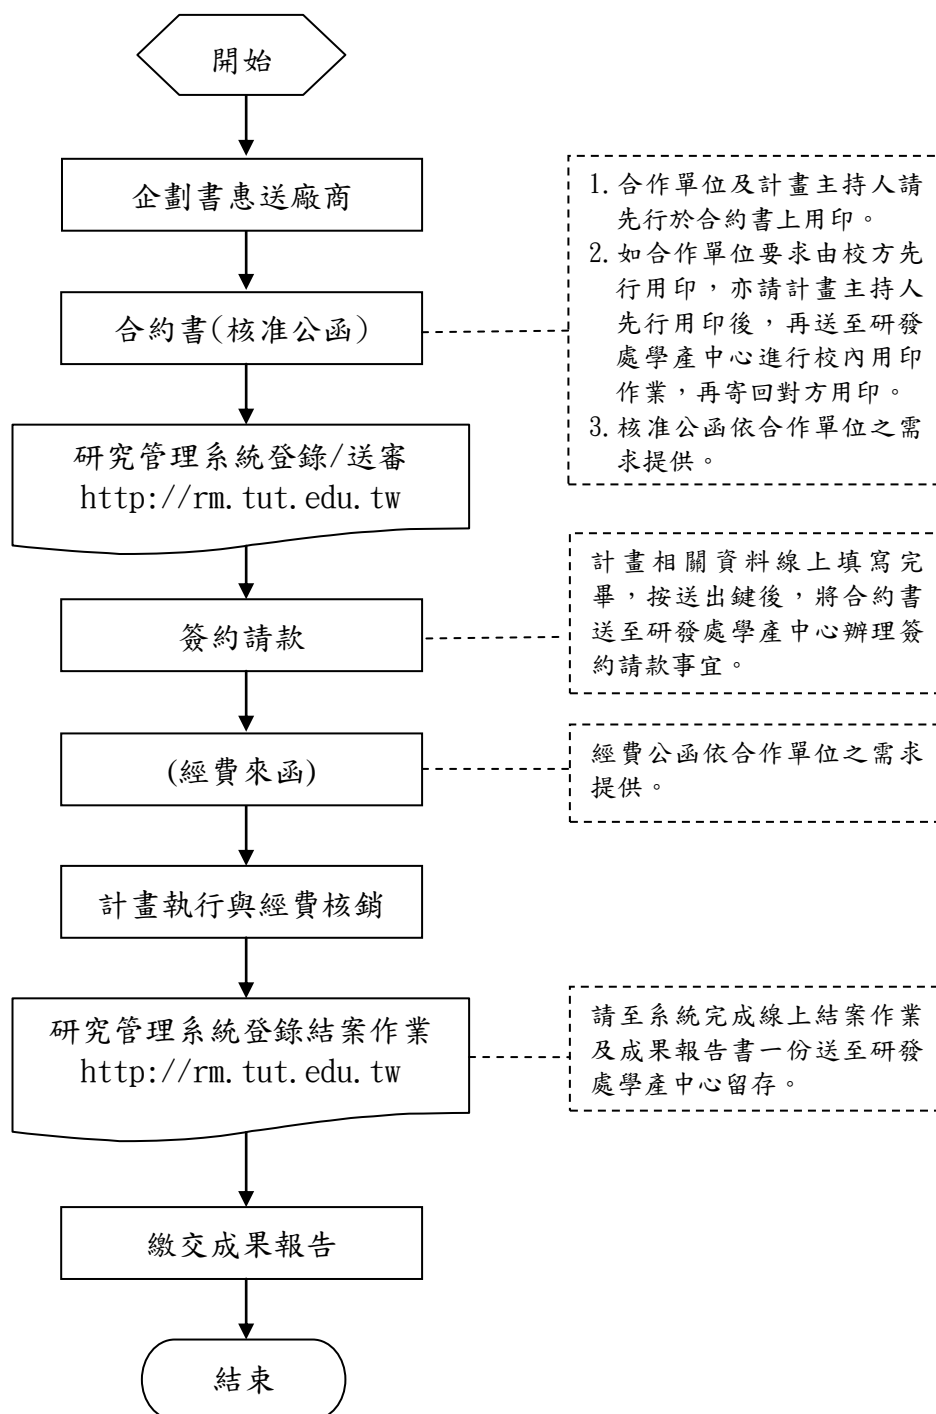 開始
企劃書惠送廠商
合約書(核准公函)
1. 合作單位及計畫主持人請
先行於合約書上用印。
2. 如合作單位要求由校方先
行用印，亦請計畫主持人
先行用印後，再送至研發
處學產中心進行校內用印
作業，再寄回對方用印。
3. 核准公函依合作單位之需
求提供。
研究管理系統登錄/送審
http://rm.tut.edu.tw
簽約請款
計畫相關資料線上填寫完
畢，按送出鍵後，將合約書
送至研發處學產中心辦理簽
約請款事宜。
(經費來函)
經費公函依合作單位之需求
提供。
計畫執行與經費核銷
研究管理系統登錄結案作業
http://rm.tut.edu.tw
請至系統完成線上結案作業
及成果報告書一份送至研發
處學產中心留存。
繳交成果報告
結束